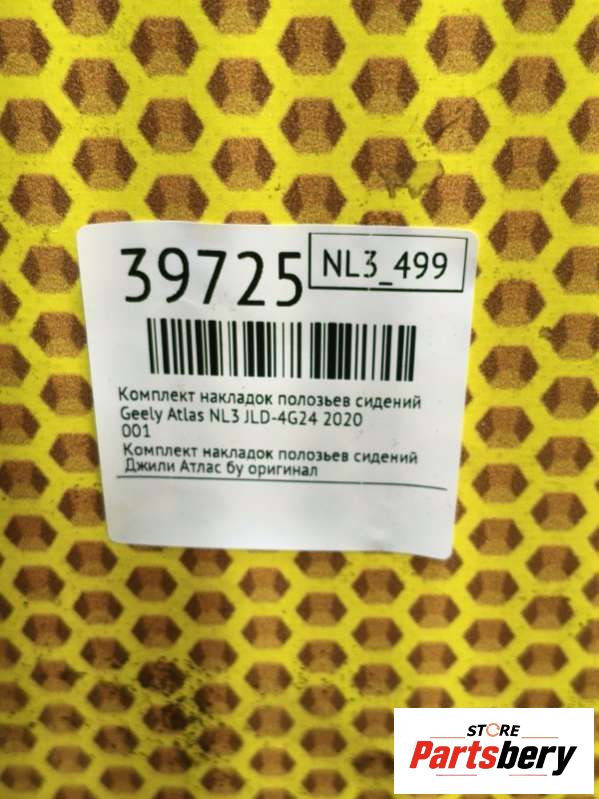 39725
NL3_499
Комплект накладок полозьев сидений
Geely Atlas NL3 JLD-4G24 2020
001
Комплект накладок полозьев сидений
Джили Атлас бу оригинал
STORE
Partsbery